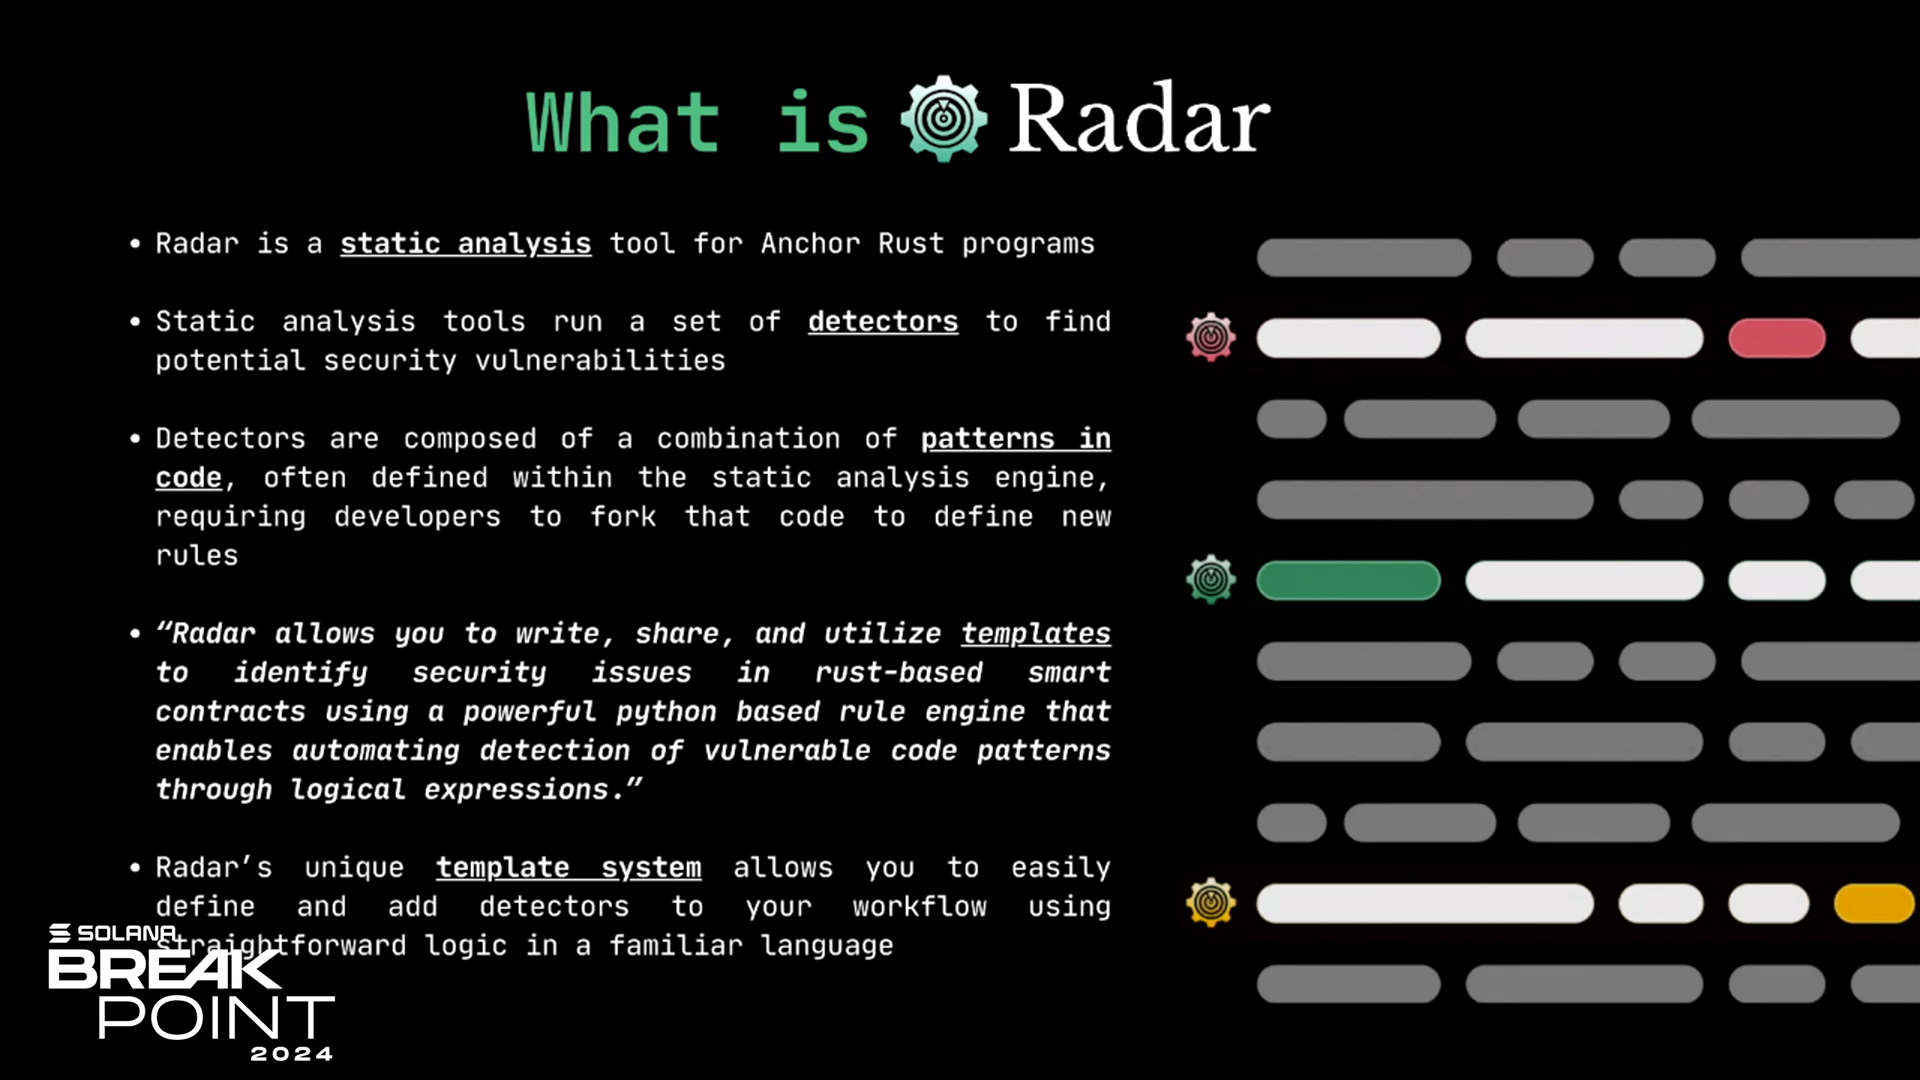 What is Radar
• Radar is a static analysis tool for Anchor Rust programs
• Static analysis tools run a set of detectors to find
potential security vulnerabilities
• Detectors are composed of a combination of patterns in
code, often defined within the static analysis engine,
requiring developers to fork that code to define new
rules
• “Radar allows you to write, share, and utilize templates
to identify security issues in rust-based smart
contracts using a powerful python based rule engine that
enables automating detection of vulnerable code patterns
through logical expressions.”
• Radar’s unique template system allows you to easily
define and add detectors to your workflow using
straightforward logic in a familiar language
SOLANA
BREAK
POINT
2024